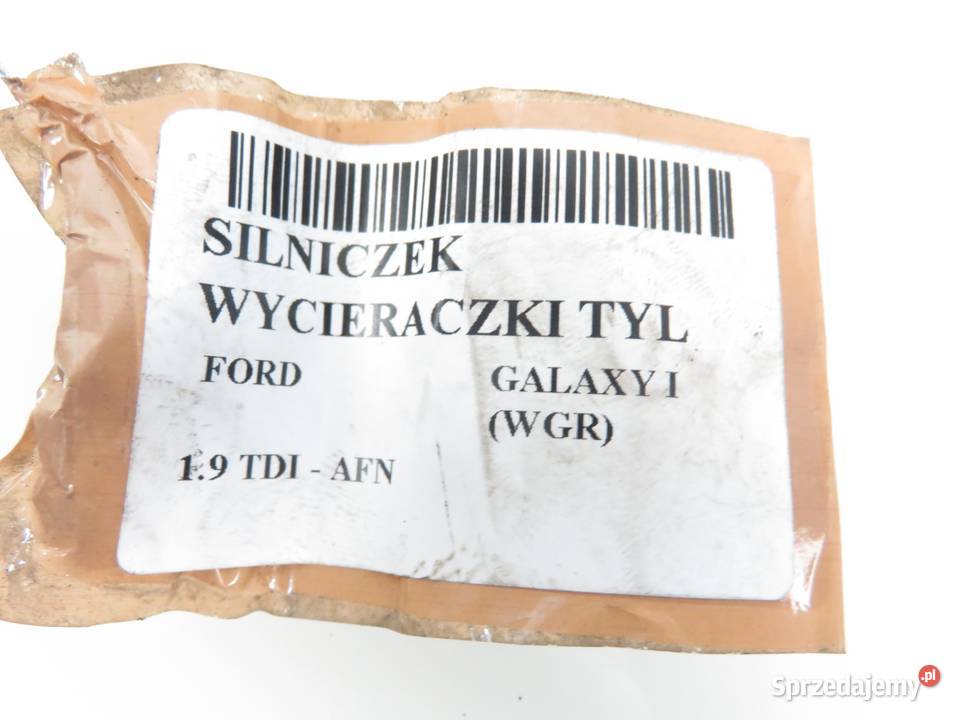 SILNICZEK
WYCIERACZKI TYL
FORD
GALAXY I
(WGR)
1.9 TDI - AFN
Sprzedajemy.pl